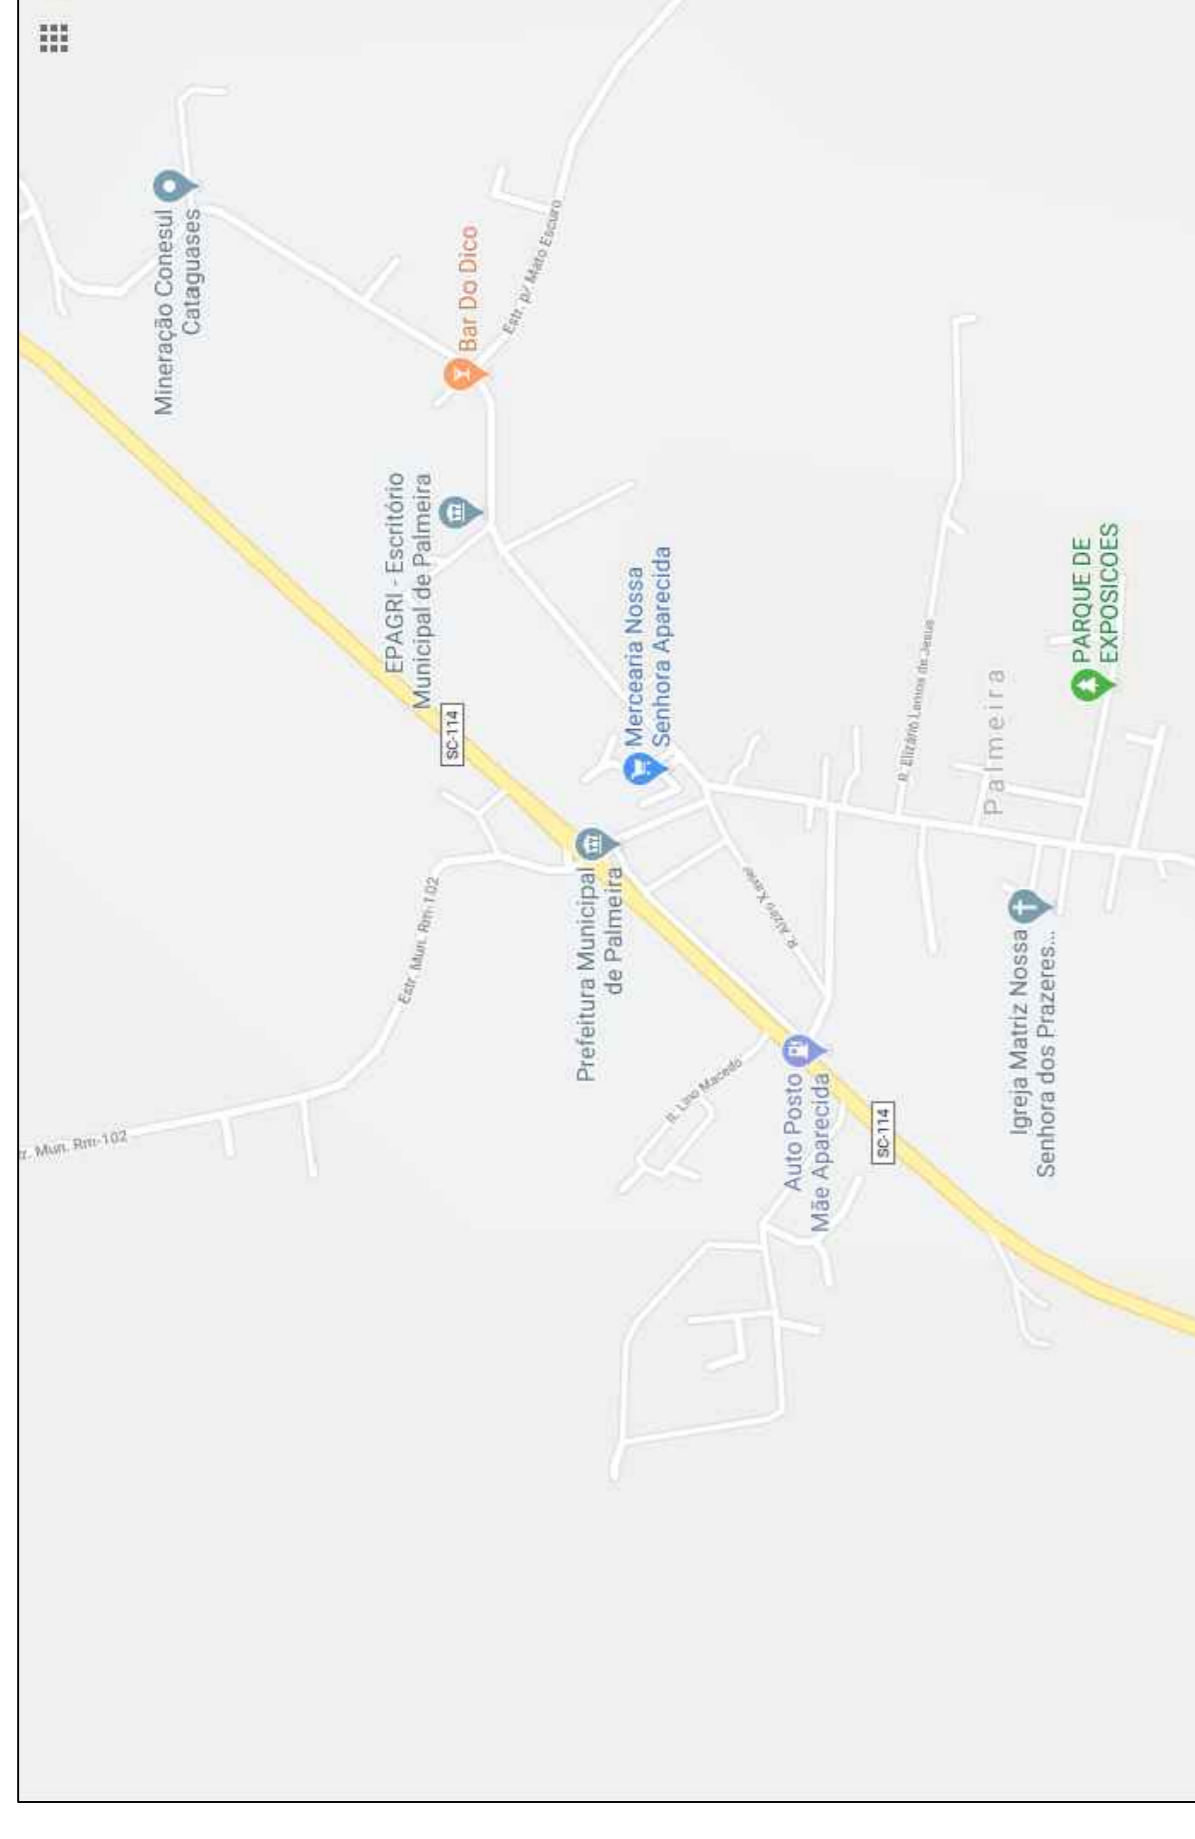 Mineração Conesul
Cataguases
Bar Do Dico
Estr. p/ Mato Escuro
EPAGRI - Escritório
Municipal de Palmeira
SC-114
Mercearia Nossa
Senhora Aparecida
Estr. Mun. Rm-102
r. Mun. Rm-102
Prefeitura Municipal
de Palmeira
R. Alziro Xavier
R. Lino Macedo
Auto Posto
Mãe Aparecida
SC-114
R. Elizário Lemos de Jesus
Palmeira
PARQUE DE
EXPOSICOES
Igreja Matriz Nossa
Senhora dos Prazeres...